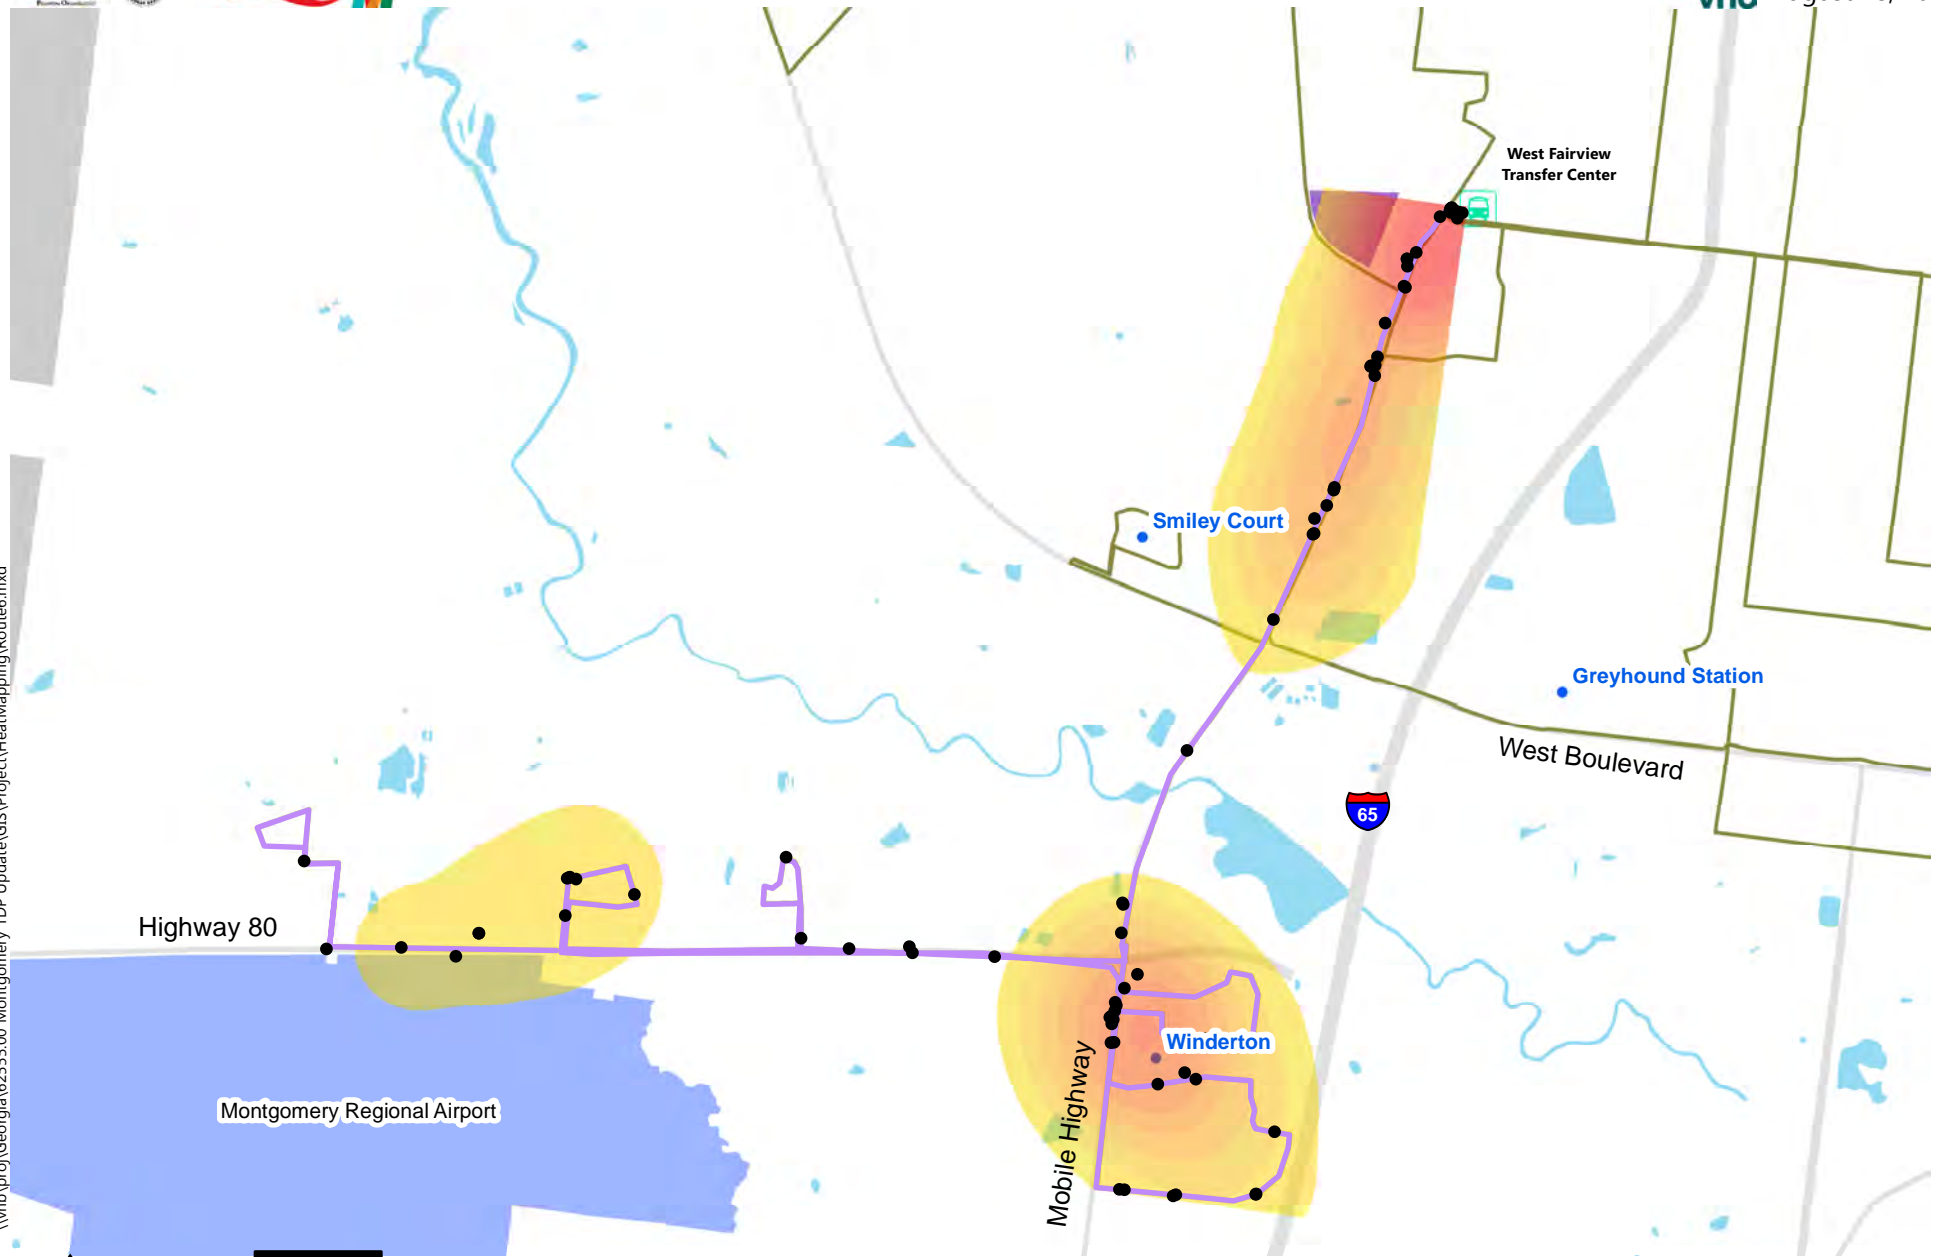 West Fairview
Transfer Center
Smiley Court
Greyhound Station
West Boulevard
65
Highway 80
Winderton
Mobile Highway
Montgomery Regional Airport